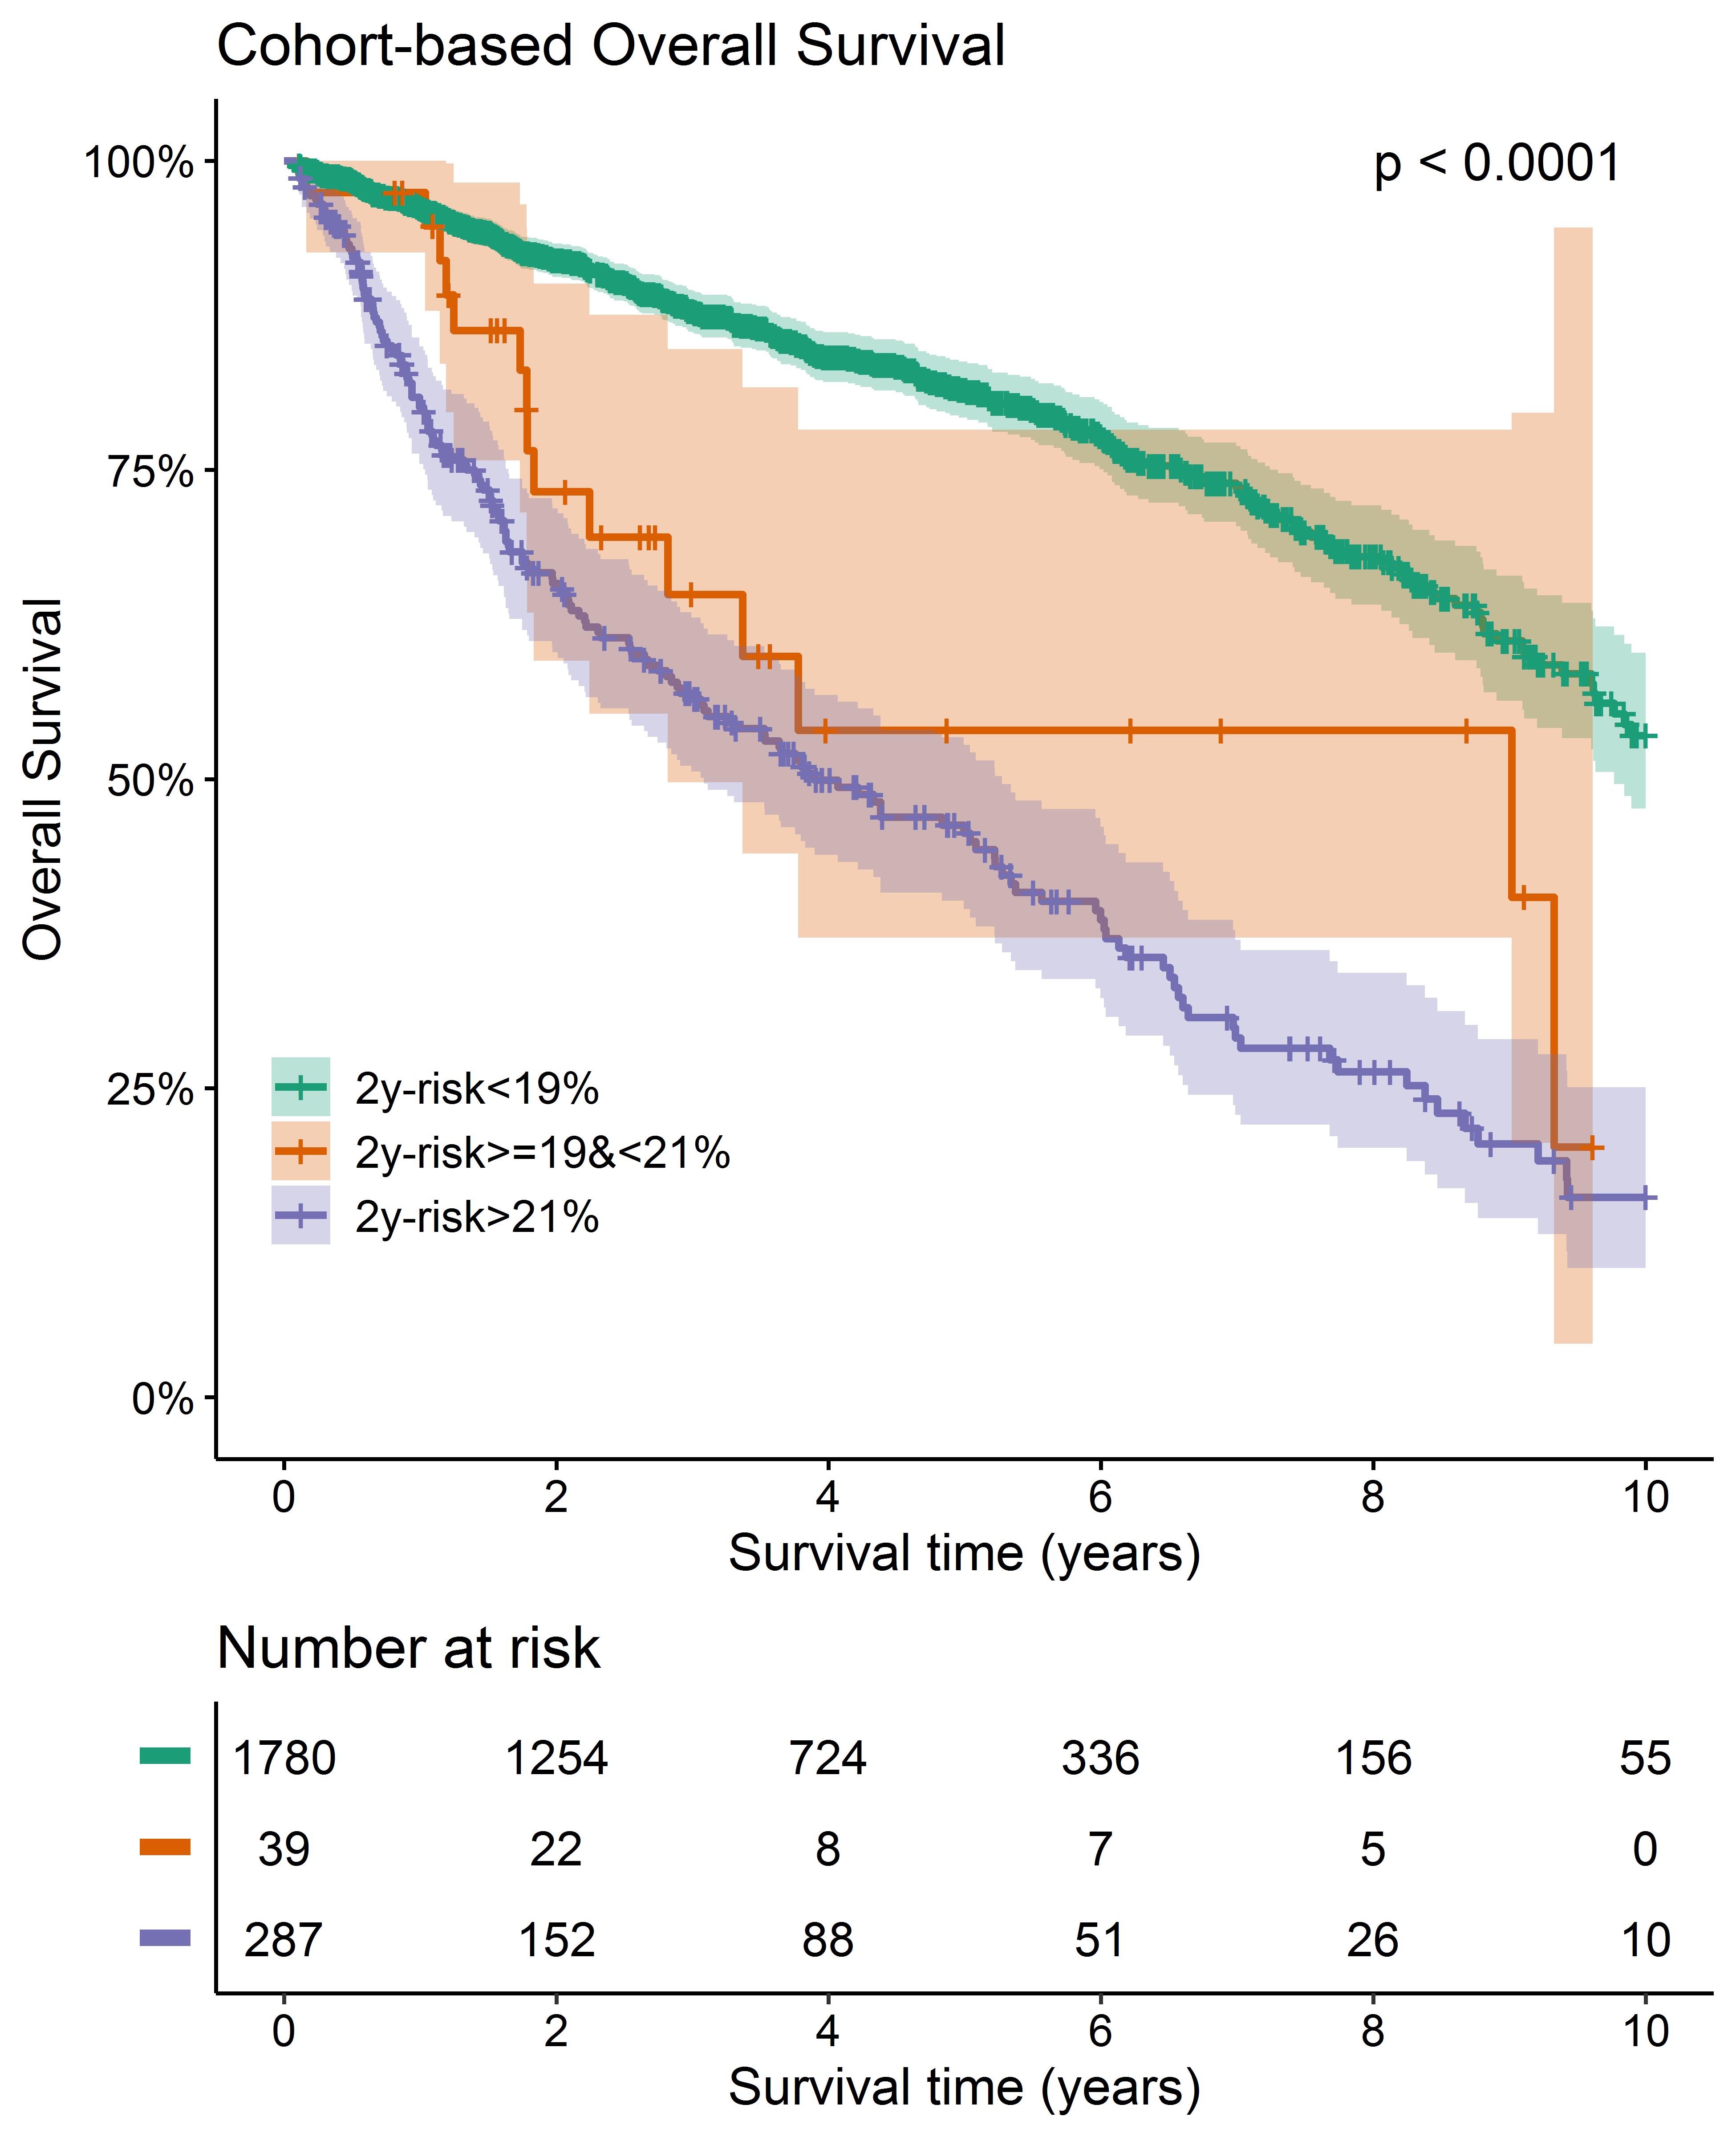 Cohort-based Overall Survival
p < 0.0001
100%
75%
50%
25%
0%
Overall Survival
2y-risk<19%
2y-risk>=19&<21%
2y-risk>21%
0 2 4 6 8 10
Survival time (years)
Number at risk
1780 1254 724 336 156 55
39 22 8 7 5 0
287 152 88 51 26 10
0 2 4 6 8 10
Survival time (years)